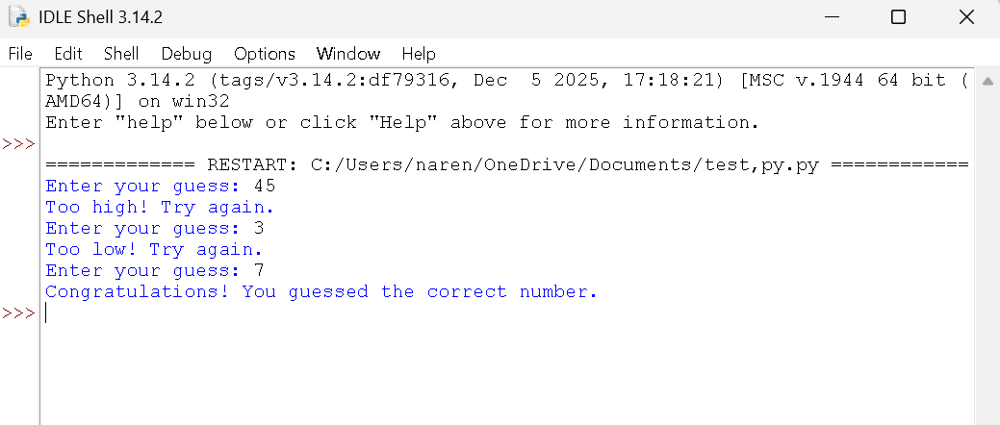 IDLE Shell 3.14.2
File Edit Shell Debug Options Window Help
Python 3.14.2 (tags/v3.14.2:df79316, Dec  5 2025, 17:18:21) [MSC v.1944 64 bit (
AMD64)] on win32
Enter "help" below or click "Help" above for more information.
>>>
============= RESTART: C:/Users/naren/OneDrive/Documents/test,py.py ============
Enter your guess: 45
Too high! Try again.
Enter your guess: 3
Too low! Try again.
Enter your guess: 7
Congratulations! You guessed the correct number.
>>>